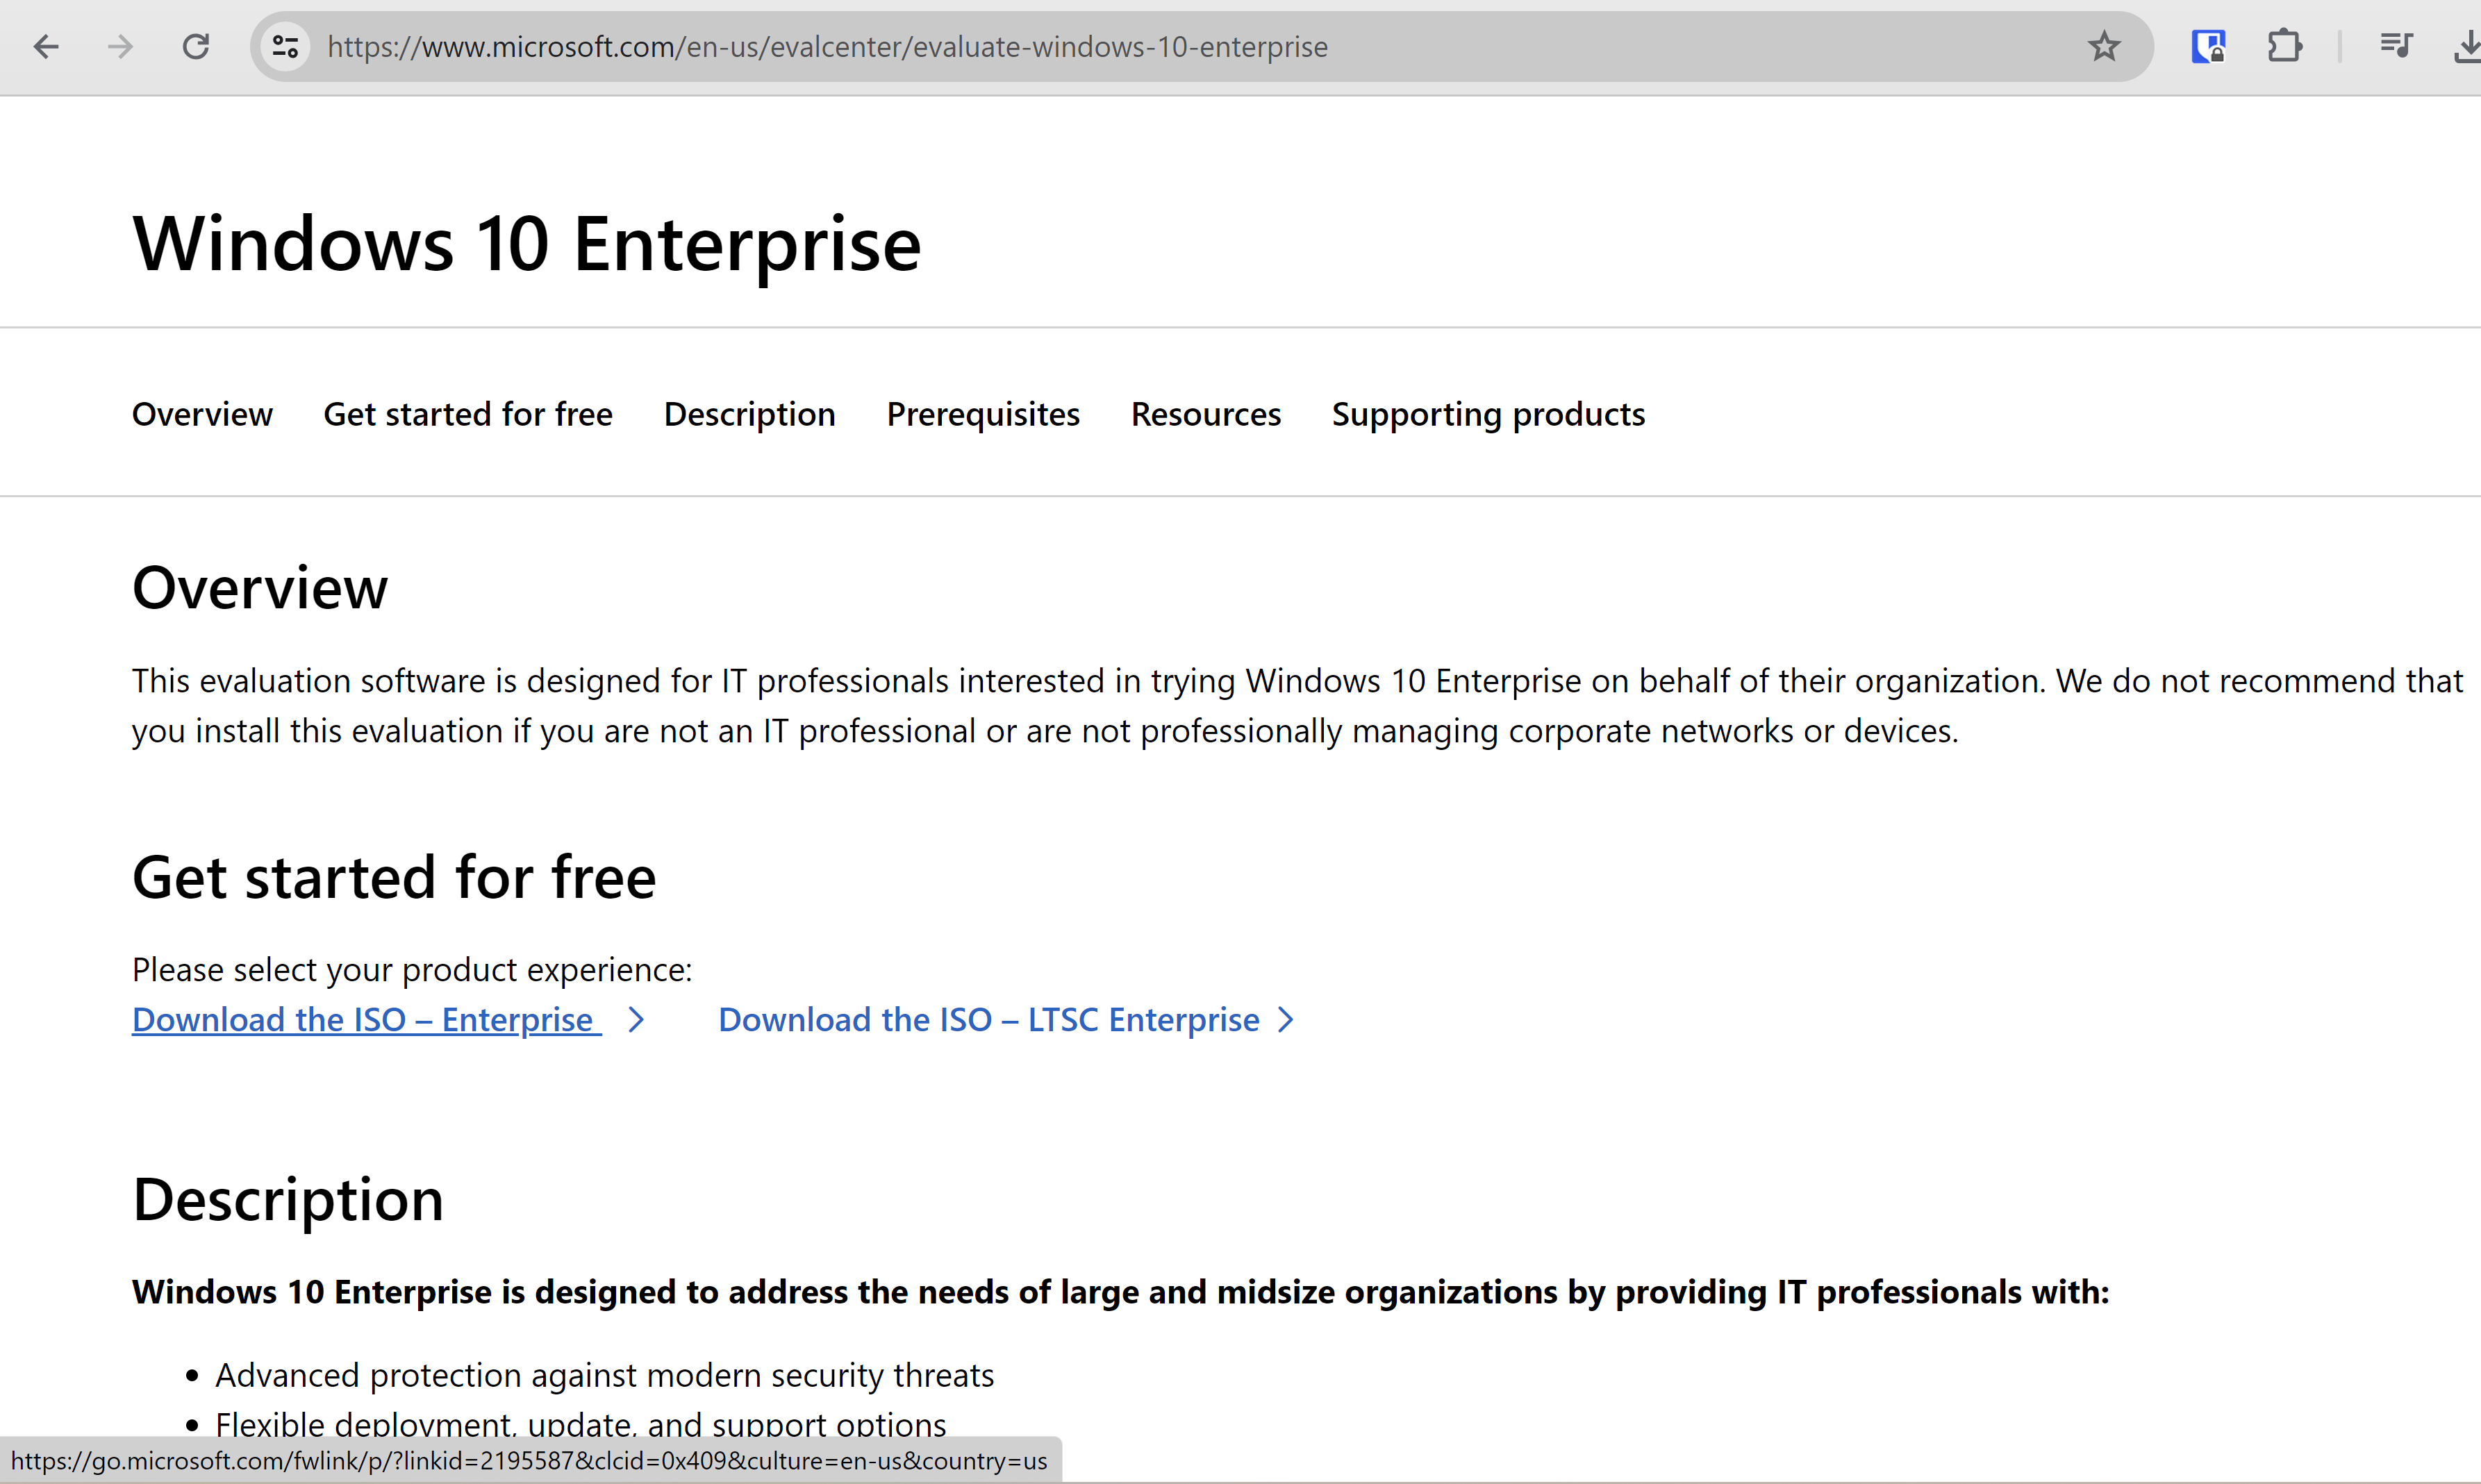 https://www.microsoft.com/en-us/evalcenter/evaluate-windows-10-enterprise
Windows 10 Enterprise
Overview Get started for free Description Prerequisites Resources Supporting products
Overview
This evaluation software is designed for IT professionals interested in trying Windows 10 Enterprise on behalf of their organization. We do not recommend that
you install this evaluation if you are not an IT professional or are not professionally managing corporate networks or devices.
Get started for free
Please select your product experience:
Download the ISO – Enterprise > Download the ISO – LTSC Enterprise >
Description
Windows 10 Enterprise is designed to address the needs of large and midsize organizations by providing IT professionals with:
• Advanced protection against modern security threats
• Flexible deployment, update, and support options
https://go.microsoft.com/fwlink/p/?linkid=2195587&clcid=0x409&culture=en-us&country=us